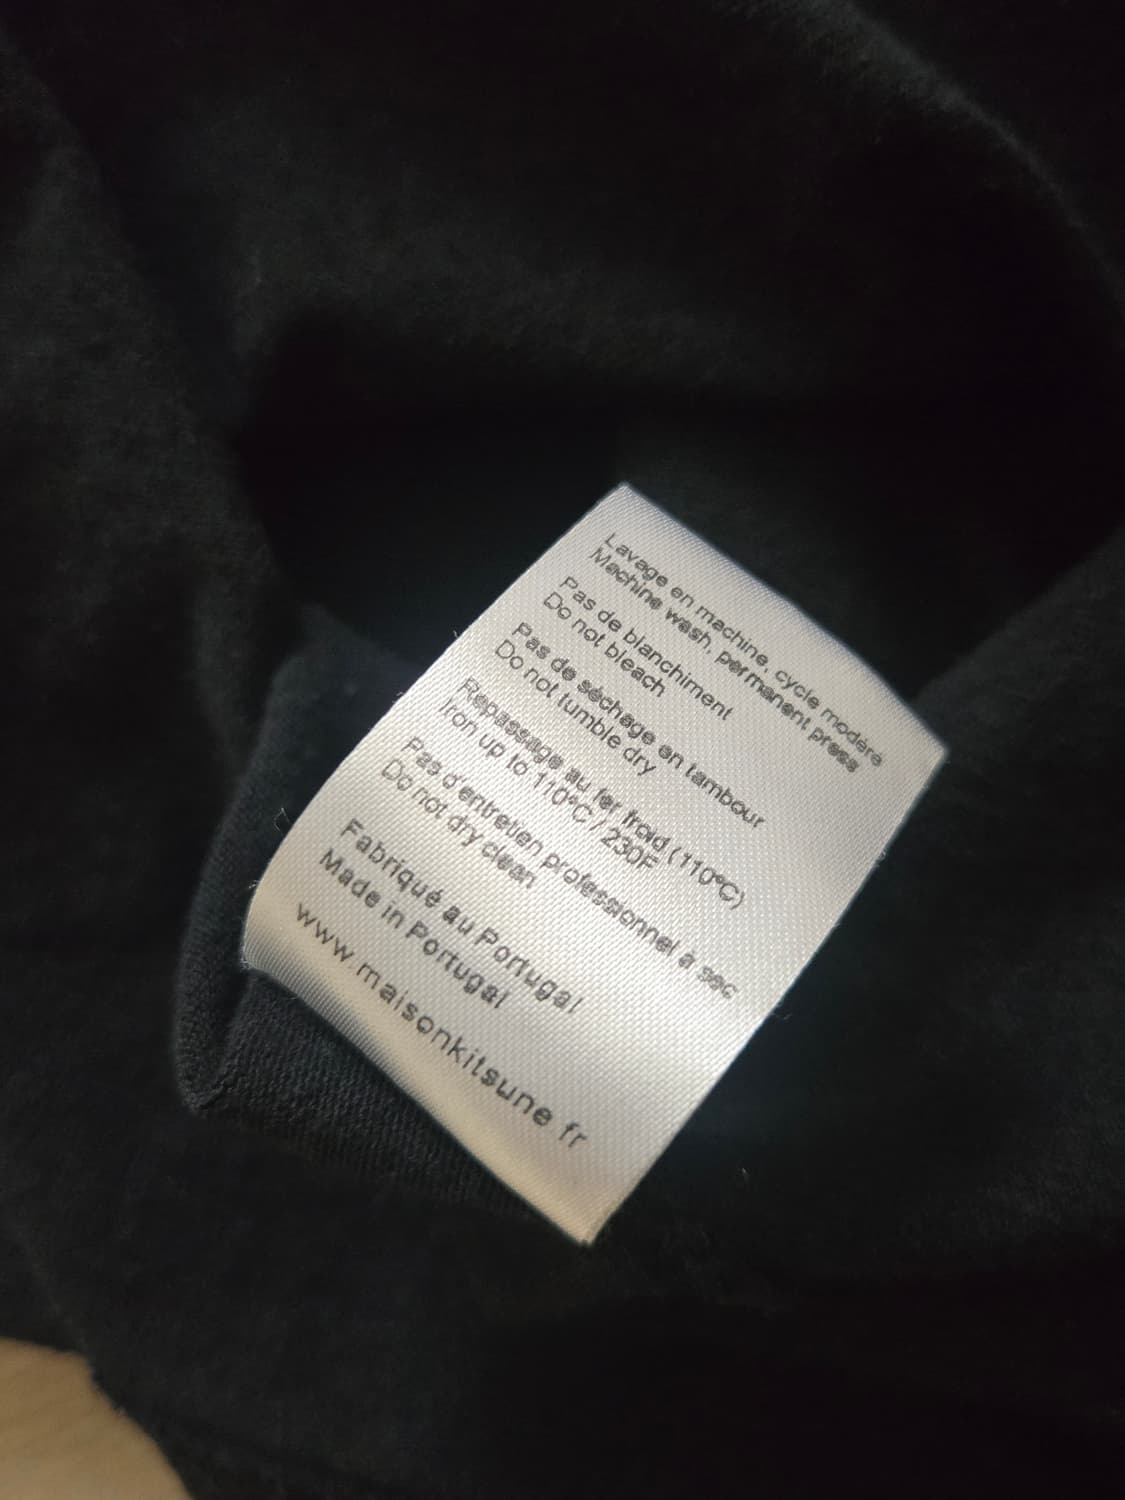 Lavage en machine, cycle modéré
Machine wash, permanent press
Pas de blanchiment
Do not bleach
Pas de séchage en tambour
Do not tumble dry
Repassage au fer froid (110ºC)
Iron up to 110ºC / 230F
Pas d'entretien professionnel à sec
Do not dry clean
Fabriqué au Portugal
Made in Portugal
www.maisonkitsune.fr